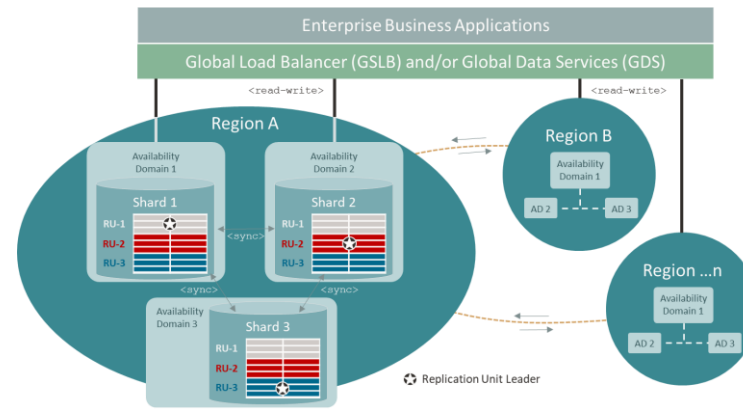 Enterprise Business Applications
Global Load Balancer (GSLB) and/or Global Data Services (GDS)
<read-write>
<read-write>
Region A
Availability
Domain 1
Shard 1
RU-1
RU-2
RU-3
<sync>
Availability
Domain 2
Shard 2
RU-1
RU-2
RU-3
<sync>
<sync>
Availability
Domain 3
Shard 3
RU-1
RU-2
RU-3
Region B
Availability
Domain 1
AD 2
AD 3
Region ...n
Availability
Domain 1
AD 2
AD 3
Replication Unit Leader